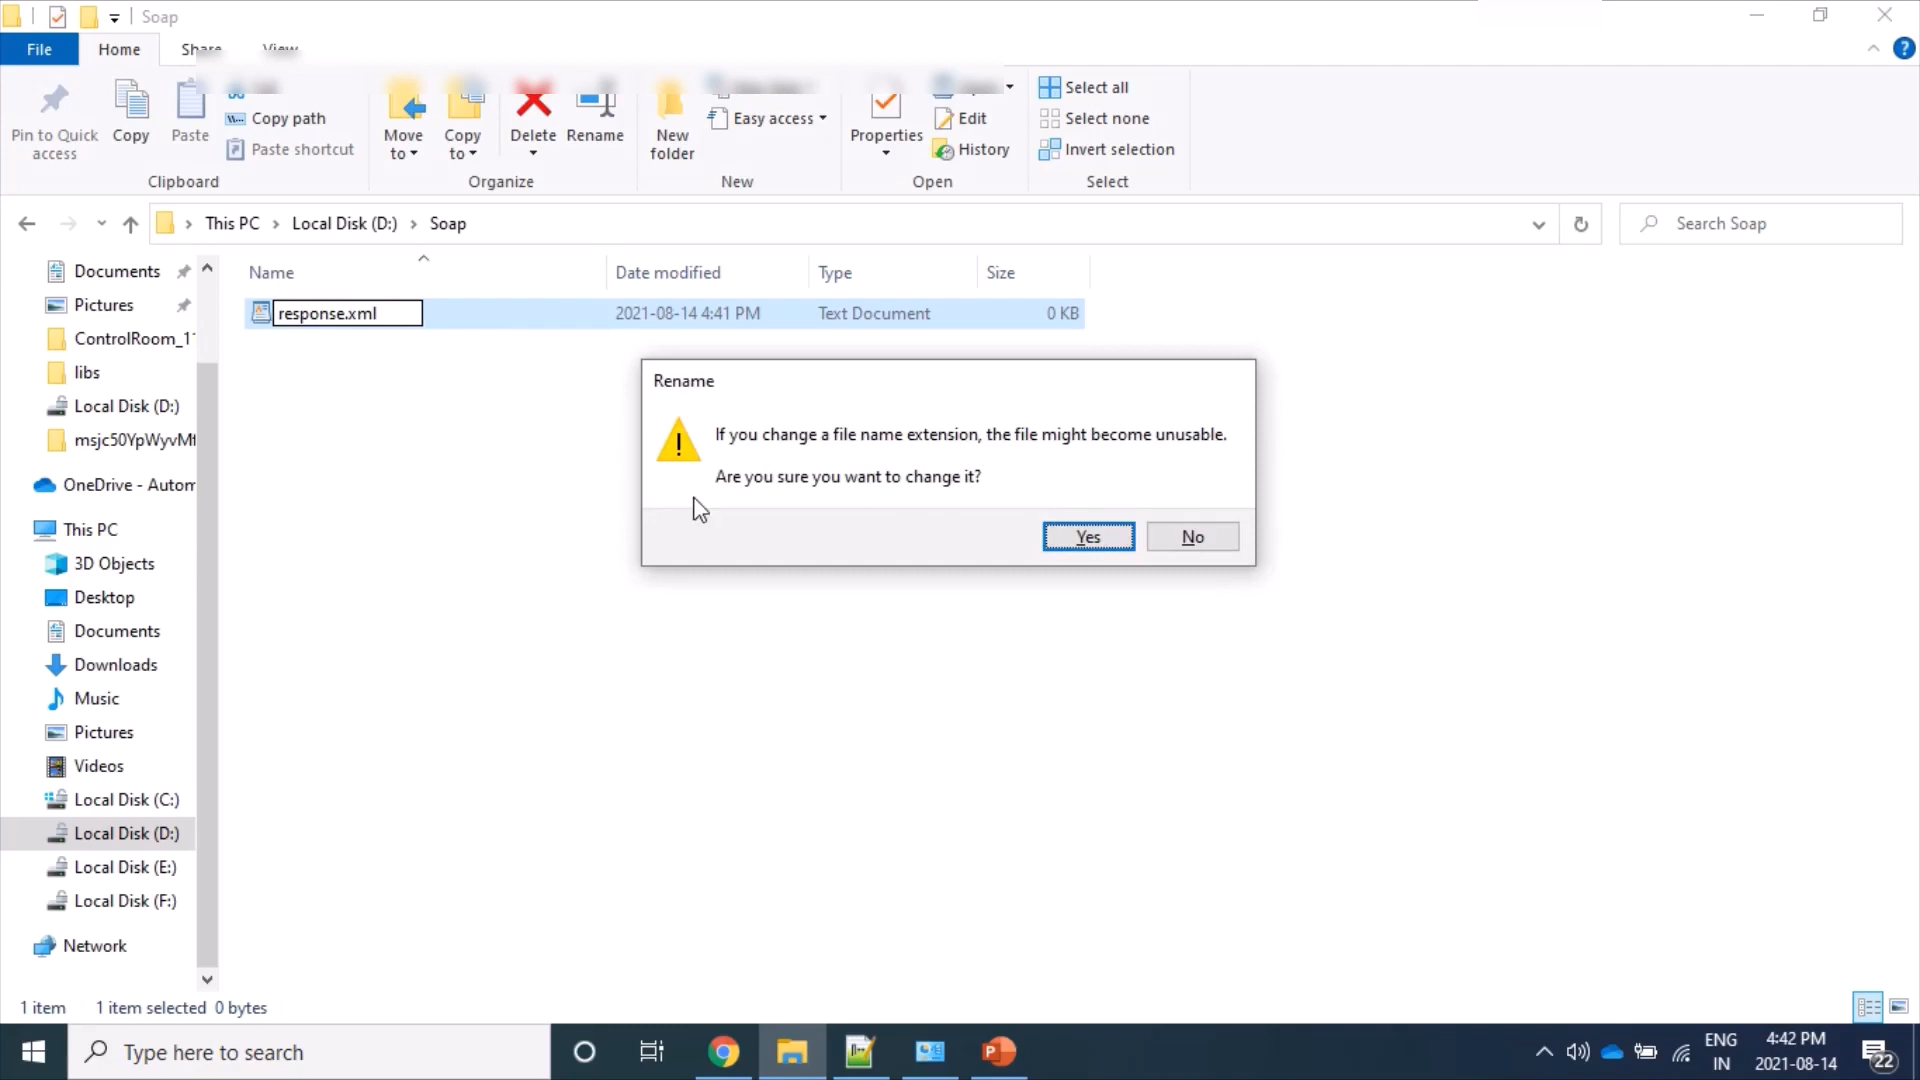 Soap
File
Home
Share
View
Pin to Quick access
Copy
Paste
Copy path
Paste shortcut
Clipboard
Move to
Copy to
Delete
Rename
Organize
New folder
Easy access
New
Properties
Edit
History
Open
Select all
Select none
Invert selection
Select
This PC
Local Disk (D:)
Soap
Search Soap
Name
Date modified
Type
Size
response.xml
2021-08-14 4:41 PM
Text Document
0 KB
Documents
Pictures
ControlRoom_1
libs
Local Disk (D:)
msjc50YpWyvM
OneDrive - Autom
This PC
3D Objects
Desktop
Documents
Downloads
Music
Pictures
Videos
Local Disk (C:)
Local Disk (D:)
Local Disk (E:)
Local Disk (F:)
Network
Rename
If you change a file name extension, the file might become unusable.
Are you sure you want to change it?
Yes
No
1 item
1 item selected 0 bytes
Type here to search
ENG
IN
4:42 PM
2021-08-14
22